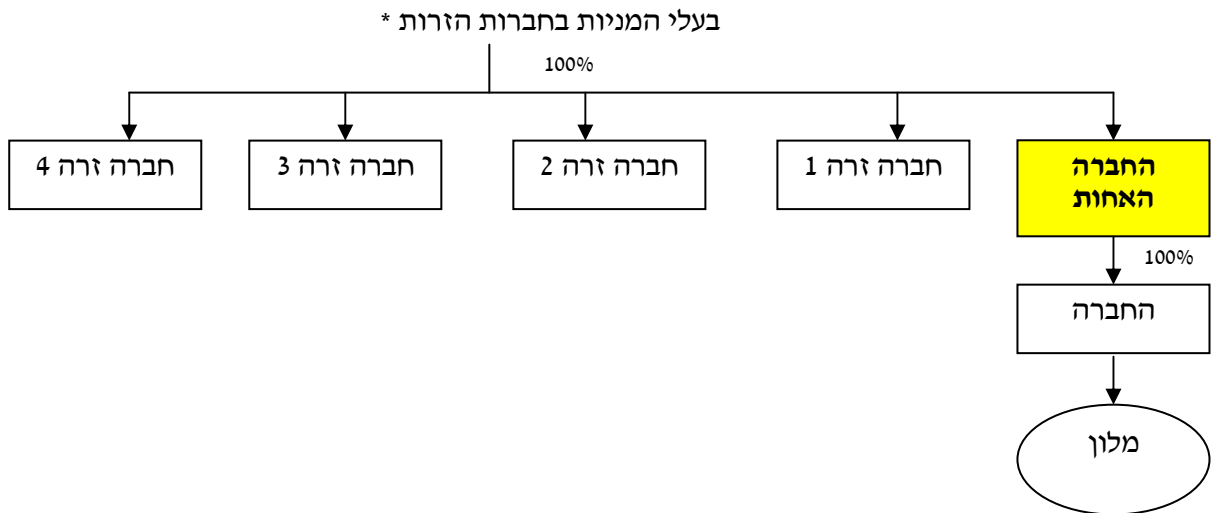 בעלי המניות בחברות הזרות *
100%
החברה
האחות
חברה זרה 1
חברה זרה 2
חברה זרה 3
חברה זרה 4
100%
החברה
מלון